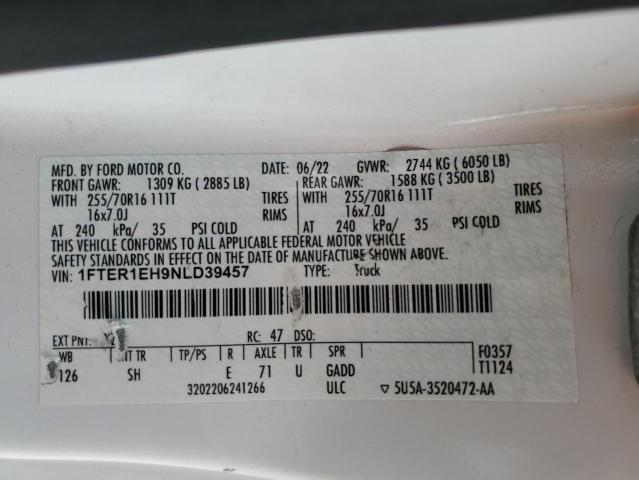 MFD. BY FORD MOTOR CO. DATE: 06/22 GVWR: 2744 KG ( 6050 LB)
FRONT GAWR: 1309 KG ( 2885 LB) REAR GAWR: 1588 KG ( 3500 LB)
WITH 255/70R16 111T TIRES WITH 255/70R16 111T TIRES
16x7.0J RIMS 16x7.0J RIMS
AT 240 kPa/ 35 PSI COLD AT 240 kPa/ 35 PSI COLD
THIS VEHICLE CONFORMS TO ALL APPLICABLE FEDERAL MOTOR VEHICLE
SAFETY STANDARDS IN EFFECT ON THE DATE OF MANUFACTURE SHOWN ABOVE.
VIN: 1FTER1EH9NLD39457 TYPE: Truck
EXT PNT: RC: 47 DSO:
WB INT TR TP/PS R AXLE TR SPR F0357
126 SH E 71 U GADD T1124
3202206241266 ULC ▽ 5U5A-3520472-AA